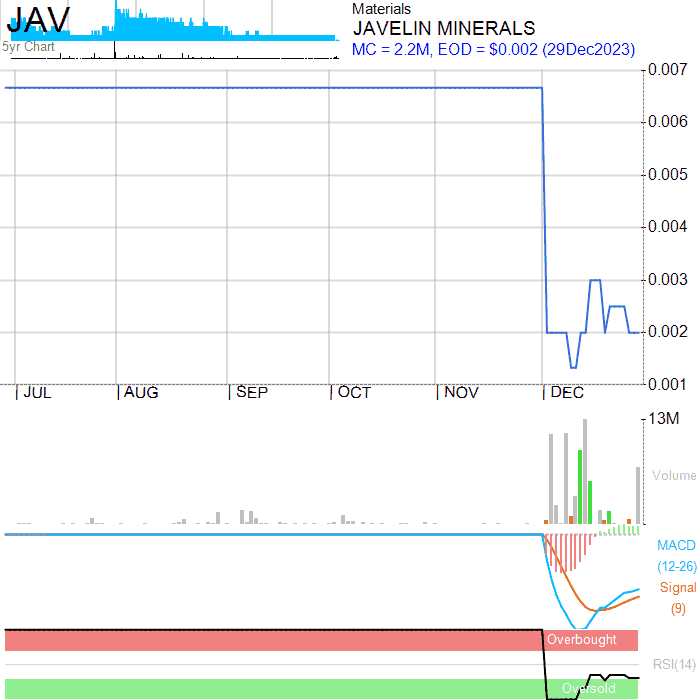 JAV
5yr Chart
Materials
JAVELIN MINERALS
MC = 2.2M, EOD = $0.002 (29Dec2023)
0.007
0.006
0.005
0.004
0.003
0.002
0.001
JUL
AUG
SEP
OCT
NOV
DEC
13M
Volume
MACD
(12-26)
Signal
(9)
Overbought
RSI(14)
Oversold